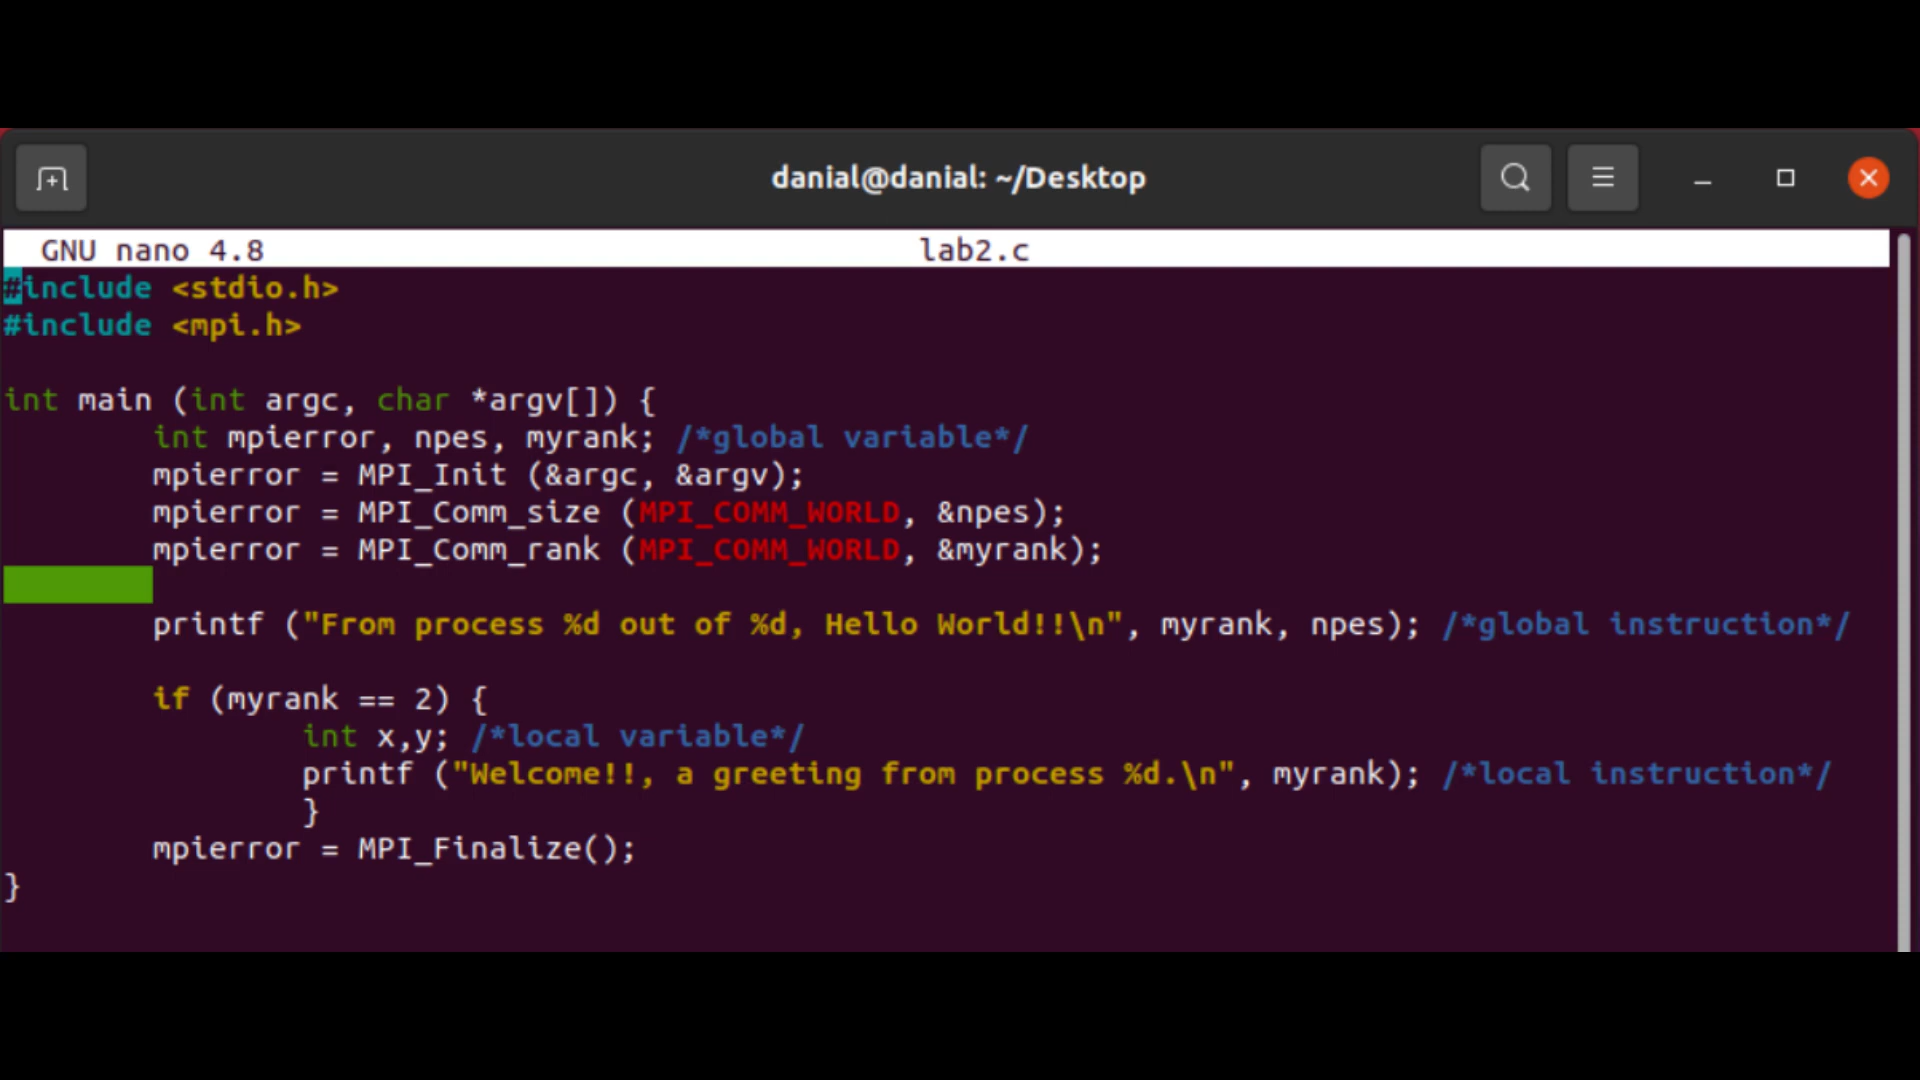 danial@danial: ~/Desktop
GNU nano 4.8 lab2.c
#include <stdio.h>
#include <mpi.h>
int main (int argc, char *argv[]) {
int mpierror, npes, myrank; /*global variable*/
mpierror = MPI_Init (&argc, &argv);
mpierror = MPI_Comm_size (MPI_COMM_WORLD, &npes);
mpierror = MPI_Comm_rank (MPI_COMM_WORLD, &myrank);
printf ("From process %d out of %d, Hello World!!\n", myrank, npes); /*global instruction*/
if (myrank == 2) {
int x,y; /*local variable*/
printf ("Welcome!!, a greeting from process %d.\n", myrank); /*local instruction*/
}
mpierror = MPI_Finalize();
}